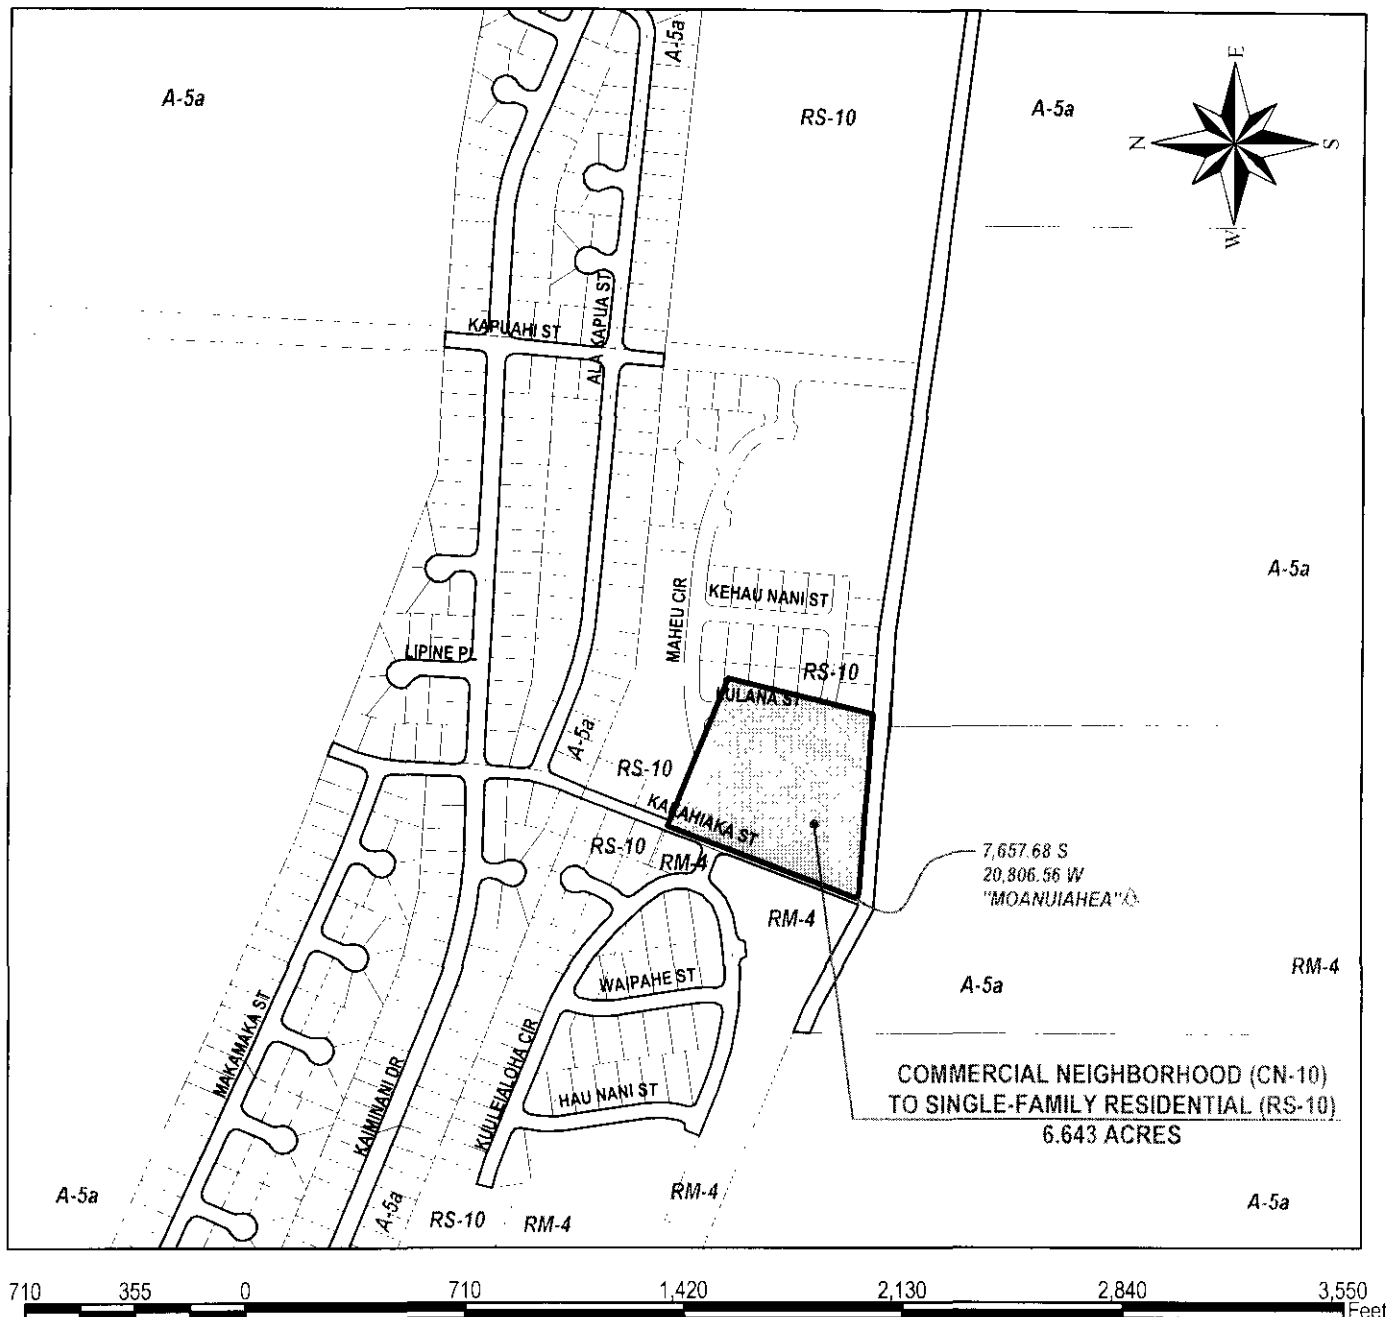 A-5a
A-5a
RS-10
A-5a
E
N
S
W
KAPUAHI ST
ALA KAPUA ST
A-5a
MAHEU CIR
KEHAU NANI ST
LIPINE PL
RS-10
KULANA ST
A-5a
RS-10
KAKAHIAKA ST
RS-10
RM-4
RM-4
7,657.68 S
20,806.56 W
"MOANUIAHEA"
A-5a
RM-4
WAIPAHE ST
MAKAMAKA ST
KAIMINANI DR
KUULEIALOHA CIR
HAU NANI ST
COMMERCIAL NEIGHBORHOOD (CN-10)
TO SINGLE-FAMILY RESIDENTIAL (RS-10)
6.643 ACRES
A-5a
A-5a
RS-10
RM-4
RM-4
A-5a
710 355 0 710 1,420 2,130 2,840 3,550
Feet